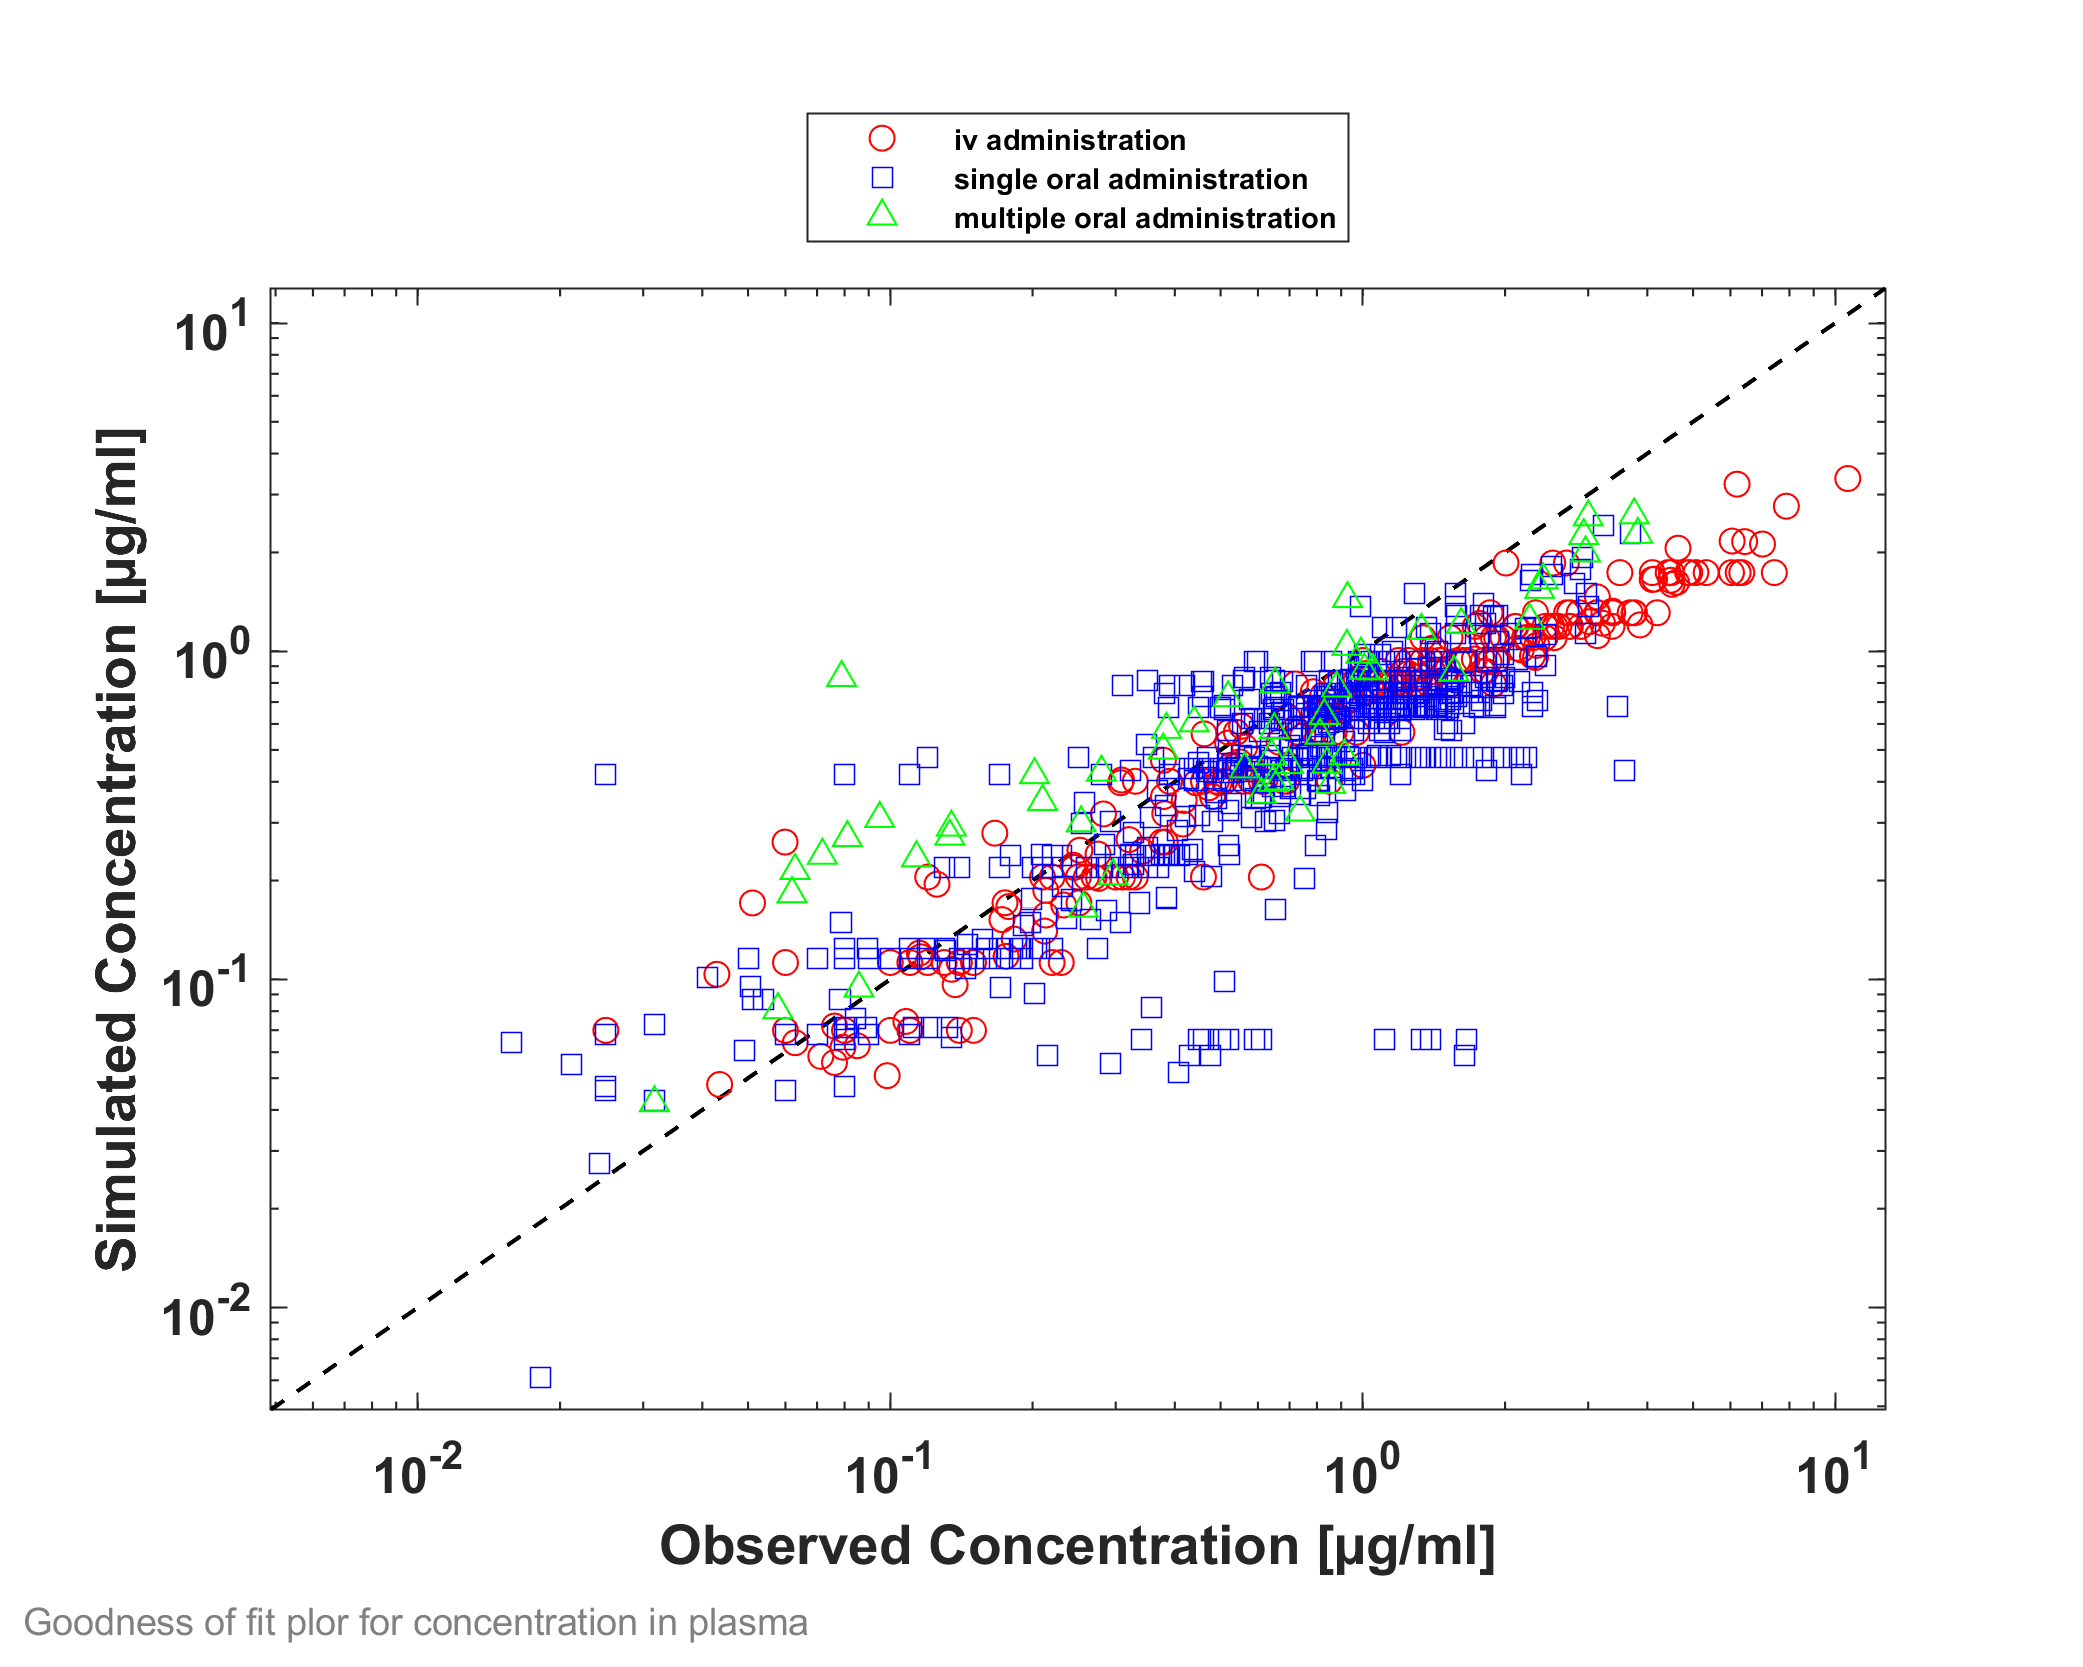 iv administration
single oral administration
multiple oral administration
10^1
10^0
10^-1
10^-2
Simulated Concentration [µg/ml]
10^-2 10^-1 10^0 10^1
Observed Concentration [µg/ml]
Goodness of fit plor for concentration in plasma